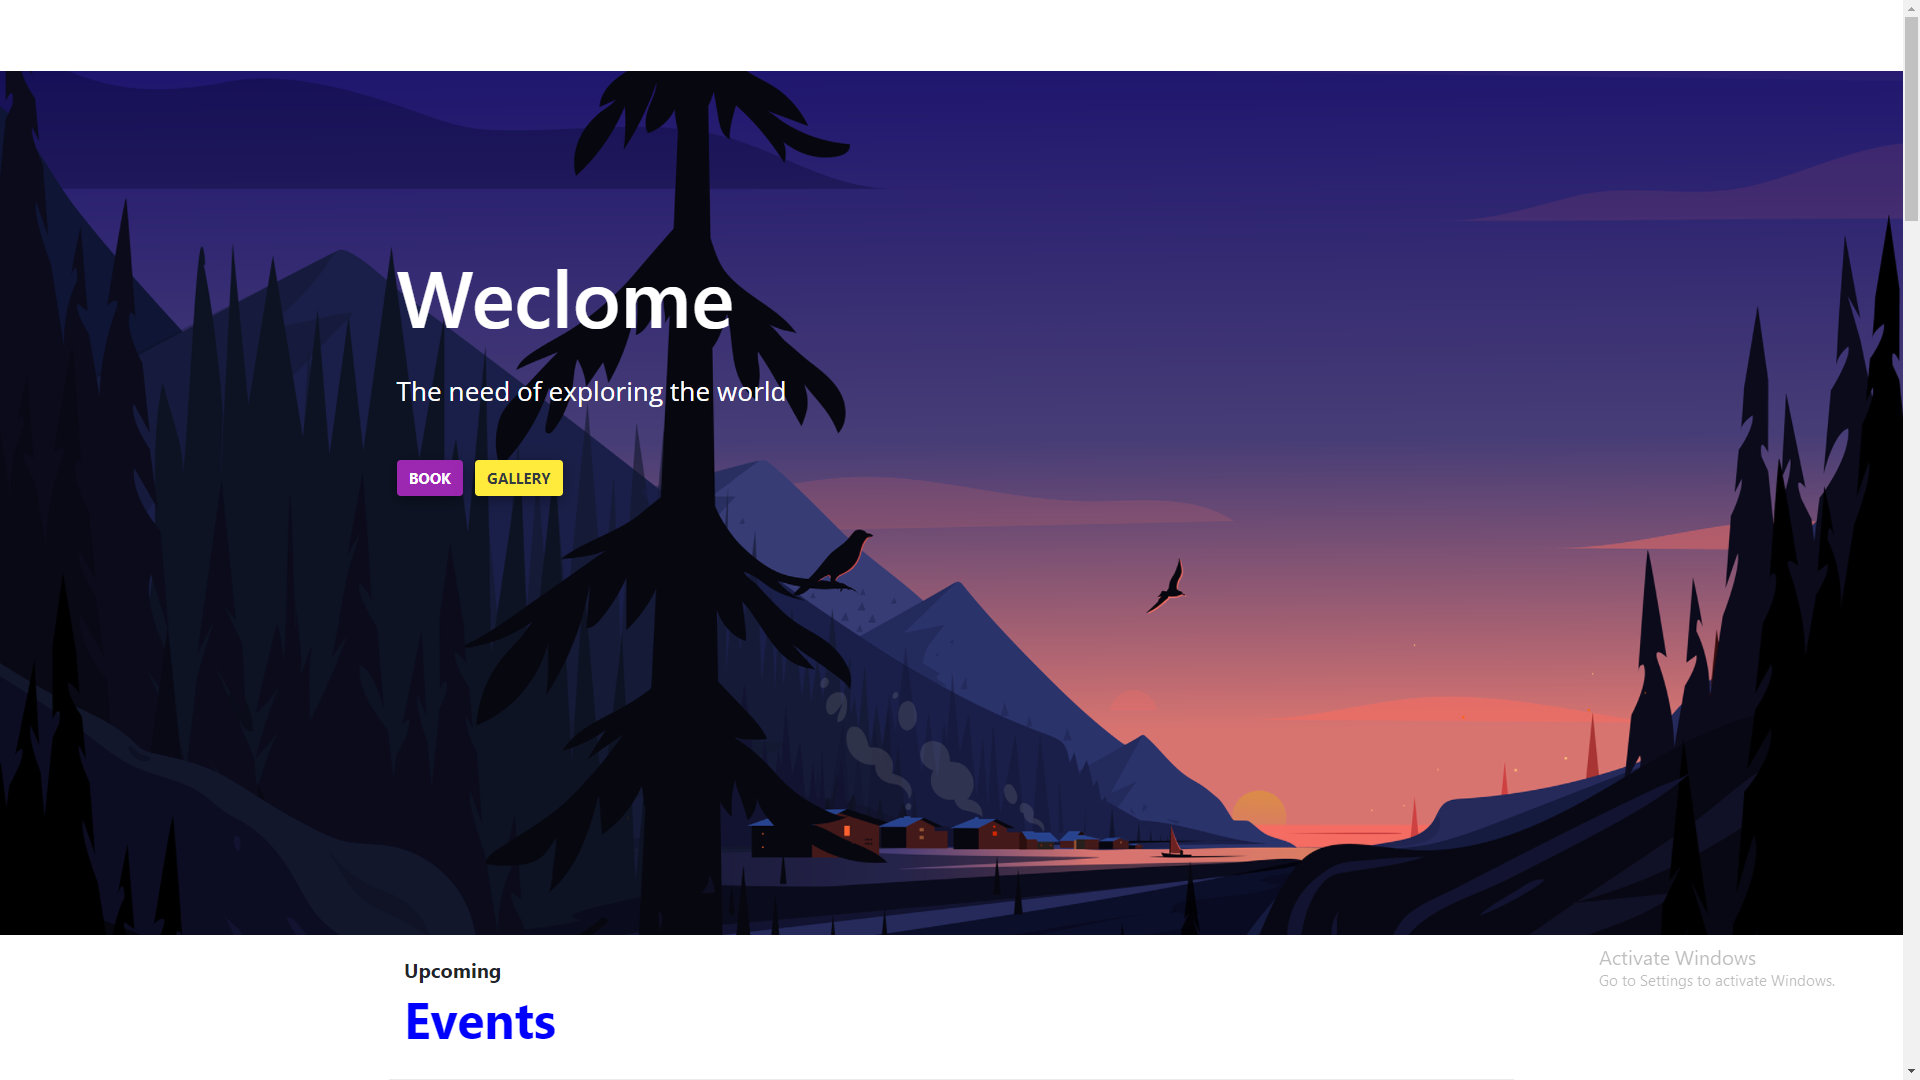 Weclome
The need of exploring the world
BOOK GALLERY
Upcoming
Events
Activate Windows
Go to Settings to activate Windows.